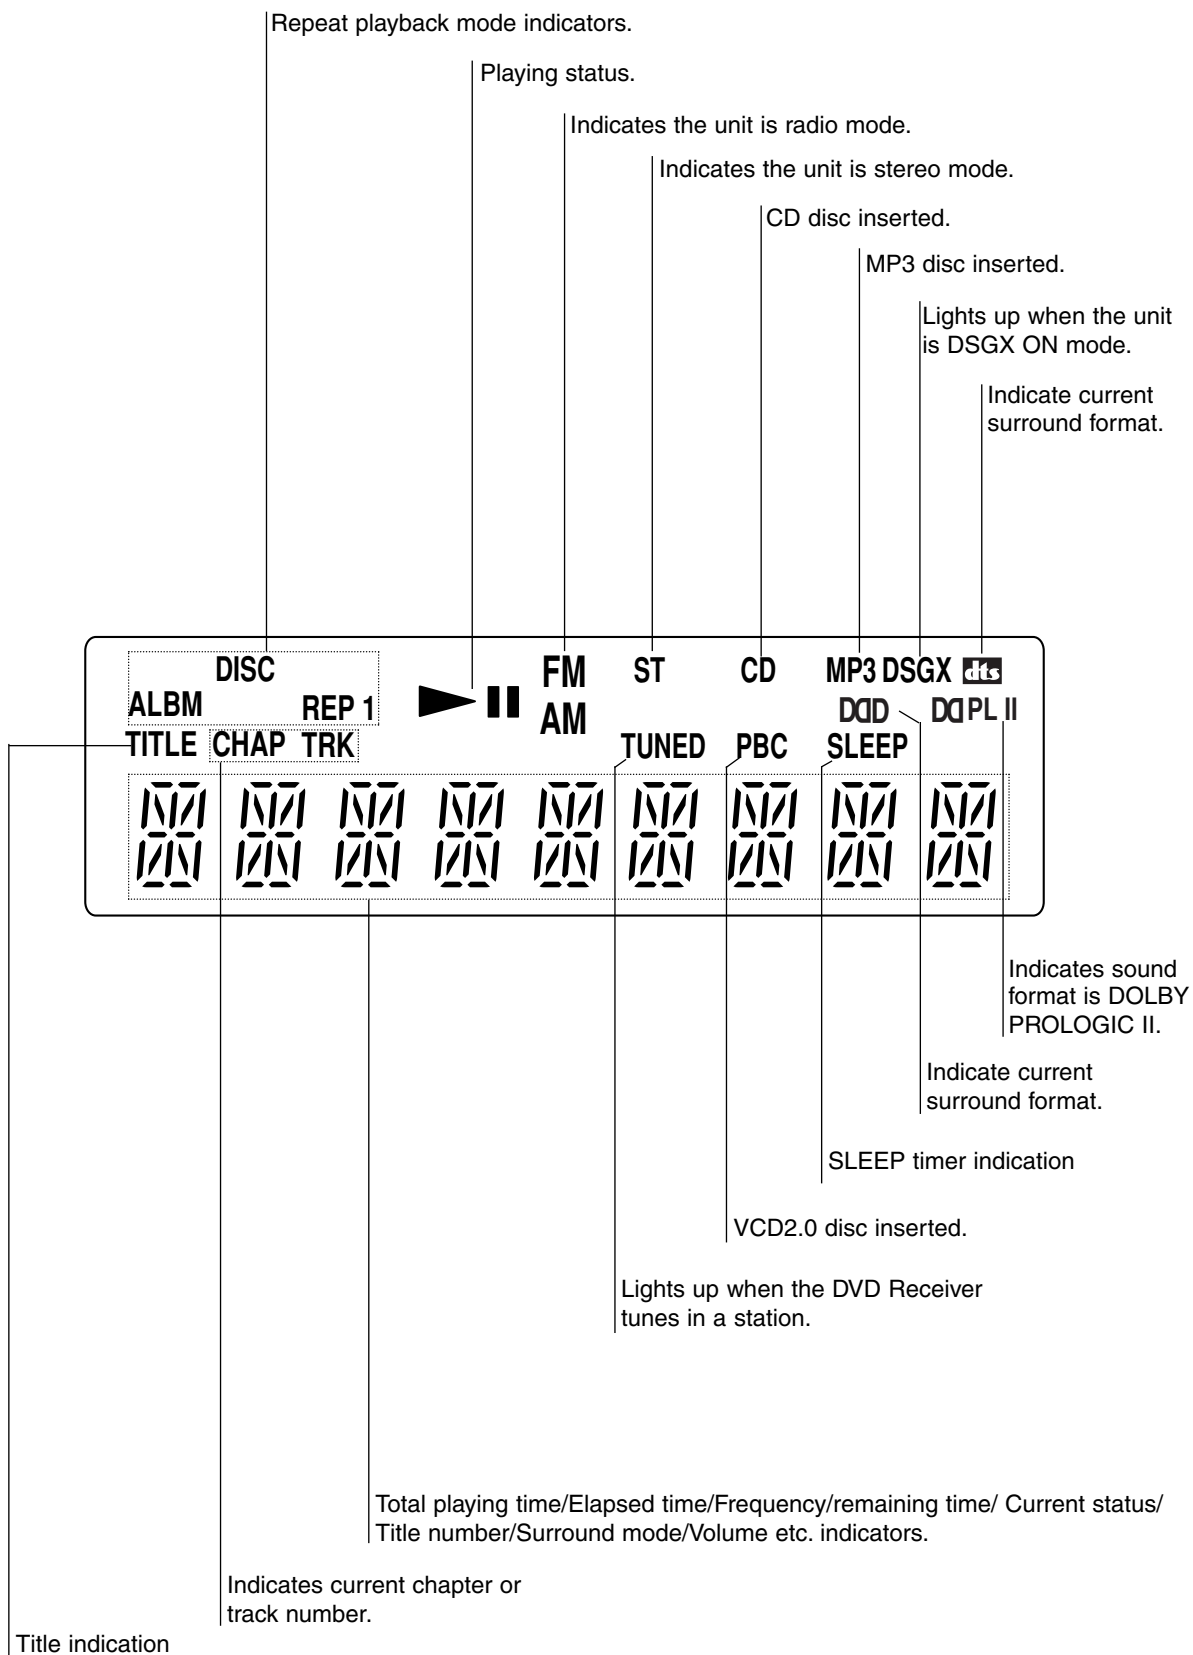 Repeat playback mode indicators.
Playing status.
Indicates the unit is radio mode.
Indicates the unit is stereo mode.
CD disc inserted.
MP3 disc inserted.
Lights up when the unit
is DSGX ON mode.
Indicate current
surround format.
DISC
FM
ST
CD
MP3 DSGX dts
ALBM
REP 1
AM
DD D
DD PL II
TITLE CHAP TRK
TUNED
PBC
SLEEP
Indicates sound
format is DOLBY
PROLOGIC II.
Indicate current
surround format.
SLEEP timer indication
VCD2.0 disc inserted.
Lights up when the DVD Receiver
tunes in a station.
Total playing time/Elapsed time/Frequency/remaining time/ Current status/
Title number/Surround mode/Volume etc. indicators.
Indicates current chapter or
track number.
Title indication